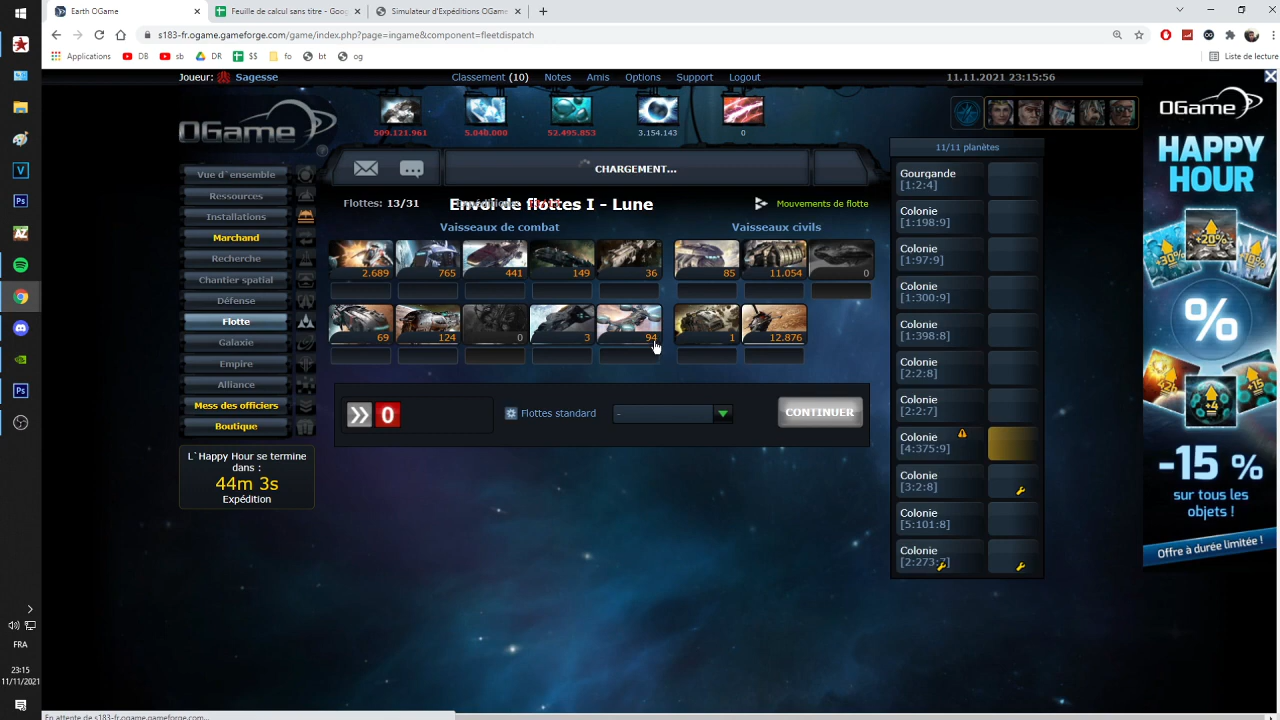 Earth OGame
Feuille de calcul sans titre - Goog
Simulateur d'Expéditions OGame
s183-fr.ogame.gameforge.com/game/index.php?page=ingame&component=fleetdispatch
Applications
DB
sb
DR
$$
fo
bt
og
Liste de lecture
Joueur: Sagesse
Classement (10)
Notes
Amis
Options
Support
Logout
11.11.2021 23:15:56
OGAME
509.121.961
5.040.000
52.495.853
3.154.143
0
CHARGEMENT...
Flottes: 13/31
Envoi de flottes I - Lune
Mouvements de flotte
Vaisseaux de combat
Vaisseaux civils
2.689
765
441
149
36
85
11.054
0
69
124
0
3
94
1
12.876
0
Flottes standard
-
CONTINUER
Vue d`ensemble
Ressources
Installations
Marchand
Recherche
Chantier spatial
Défense
Flotte
Galaxie
Empire
Alliance
Mess des officiers
Boutique
L`Happy Hour se termine
dans :
44m 3s
Expédition
11/11 planètes
Gourgande
[1:2:4]
Colonie
[1:198:9]
Colonie
[1:97:9]
Colonie
[1:300:9]
Colonie
[1:398:8]
Colonie
[2:2:8]
Colonie
[2:2:7]
Colonie
[4:375:9]
Colonie
[3:2:8]
Colonie
[5:101:8]
Colonie
[2:273:7]
OGame
HAPPY
HOUR
+20%
%
+4
-15 %
sur tous les
objets !
Offre à durée limitée !
FRA
23:15
11/11/2021
En attente de s183-fr.ogame.gameforge.com...